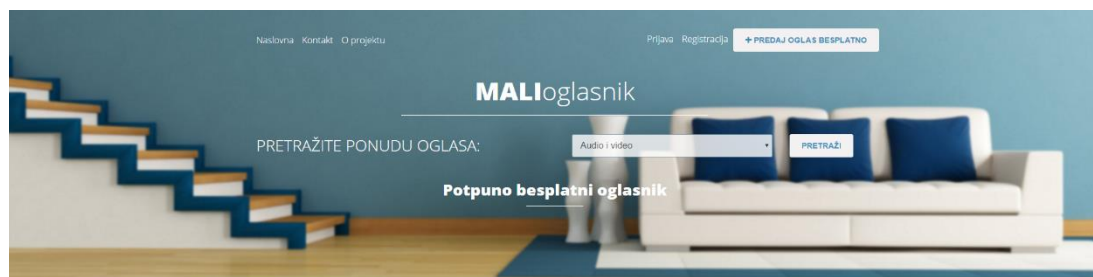 Naslovna Kontakt O projektu
Prijava Registracija + PREDAJ OGLAS BESPLATNO
MALIoglasnik
PRETRAŽITE PONUDU OGLASA: Audio i video PRETRAŽI
Potpuno besplatni oglasnik